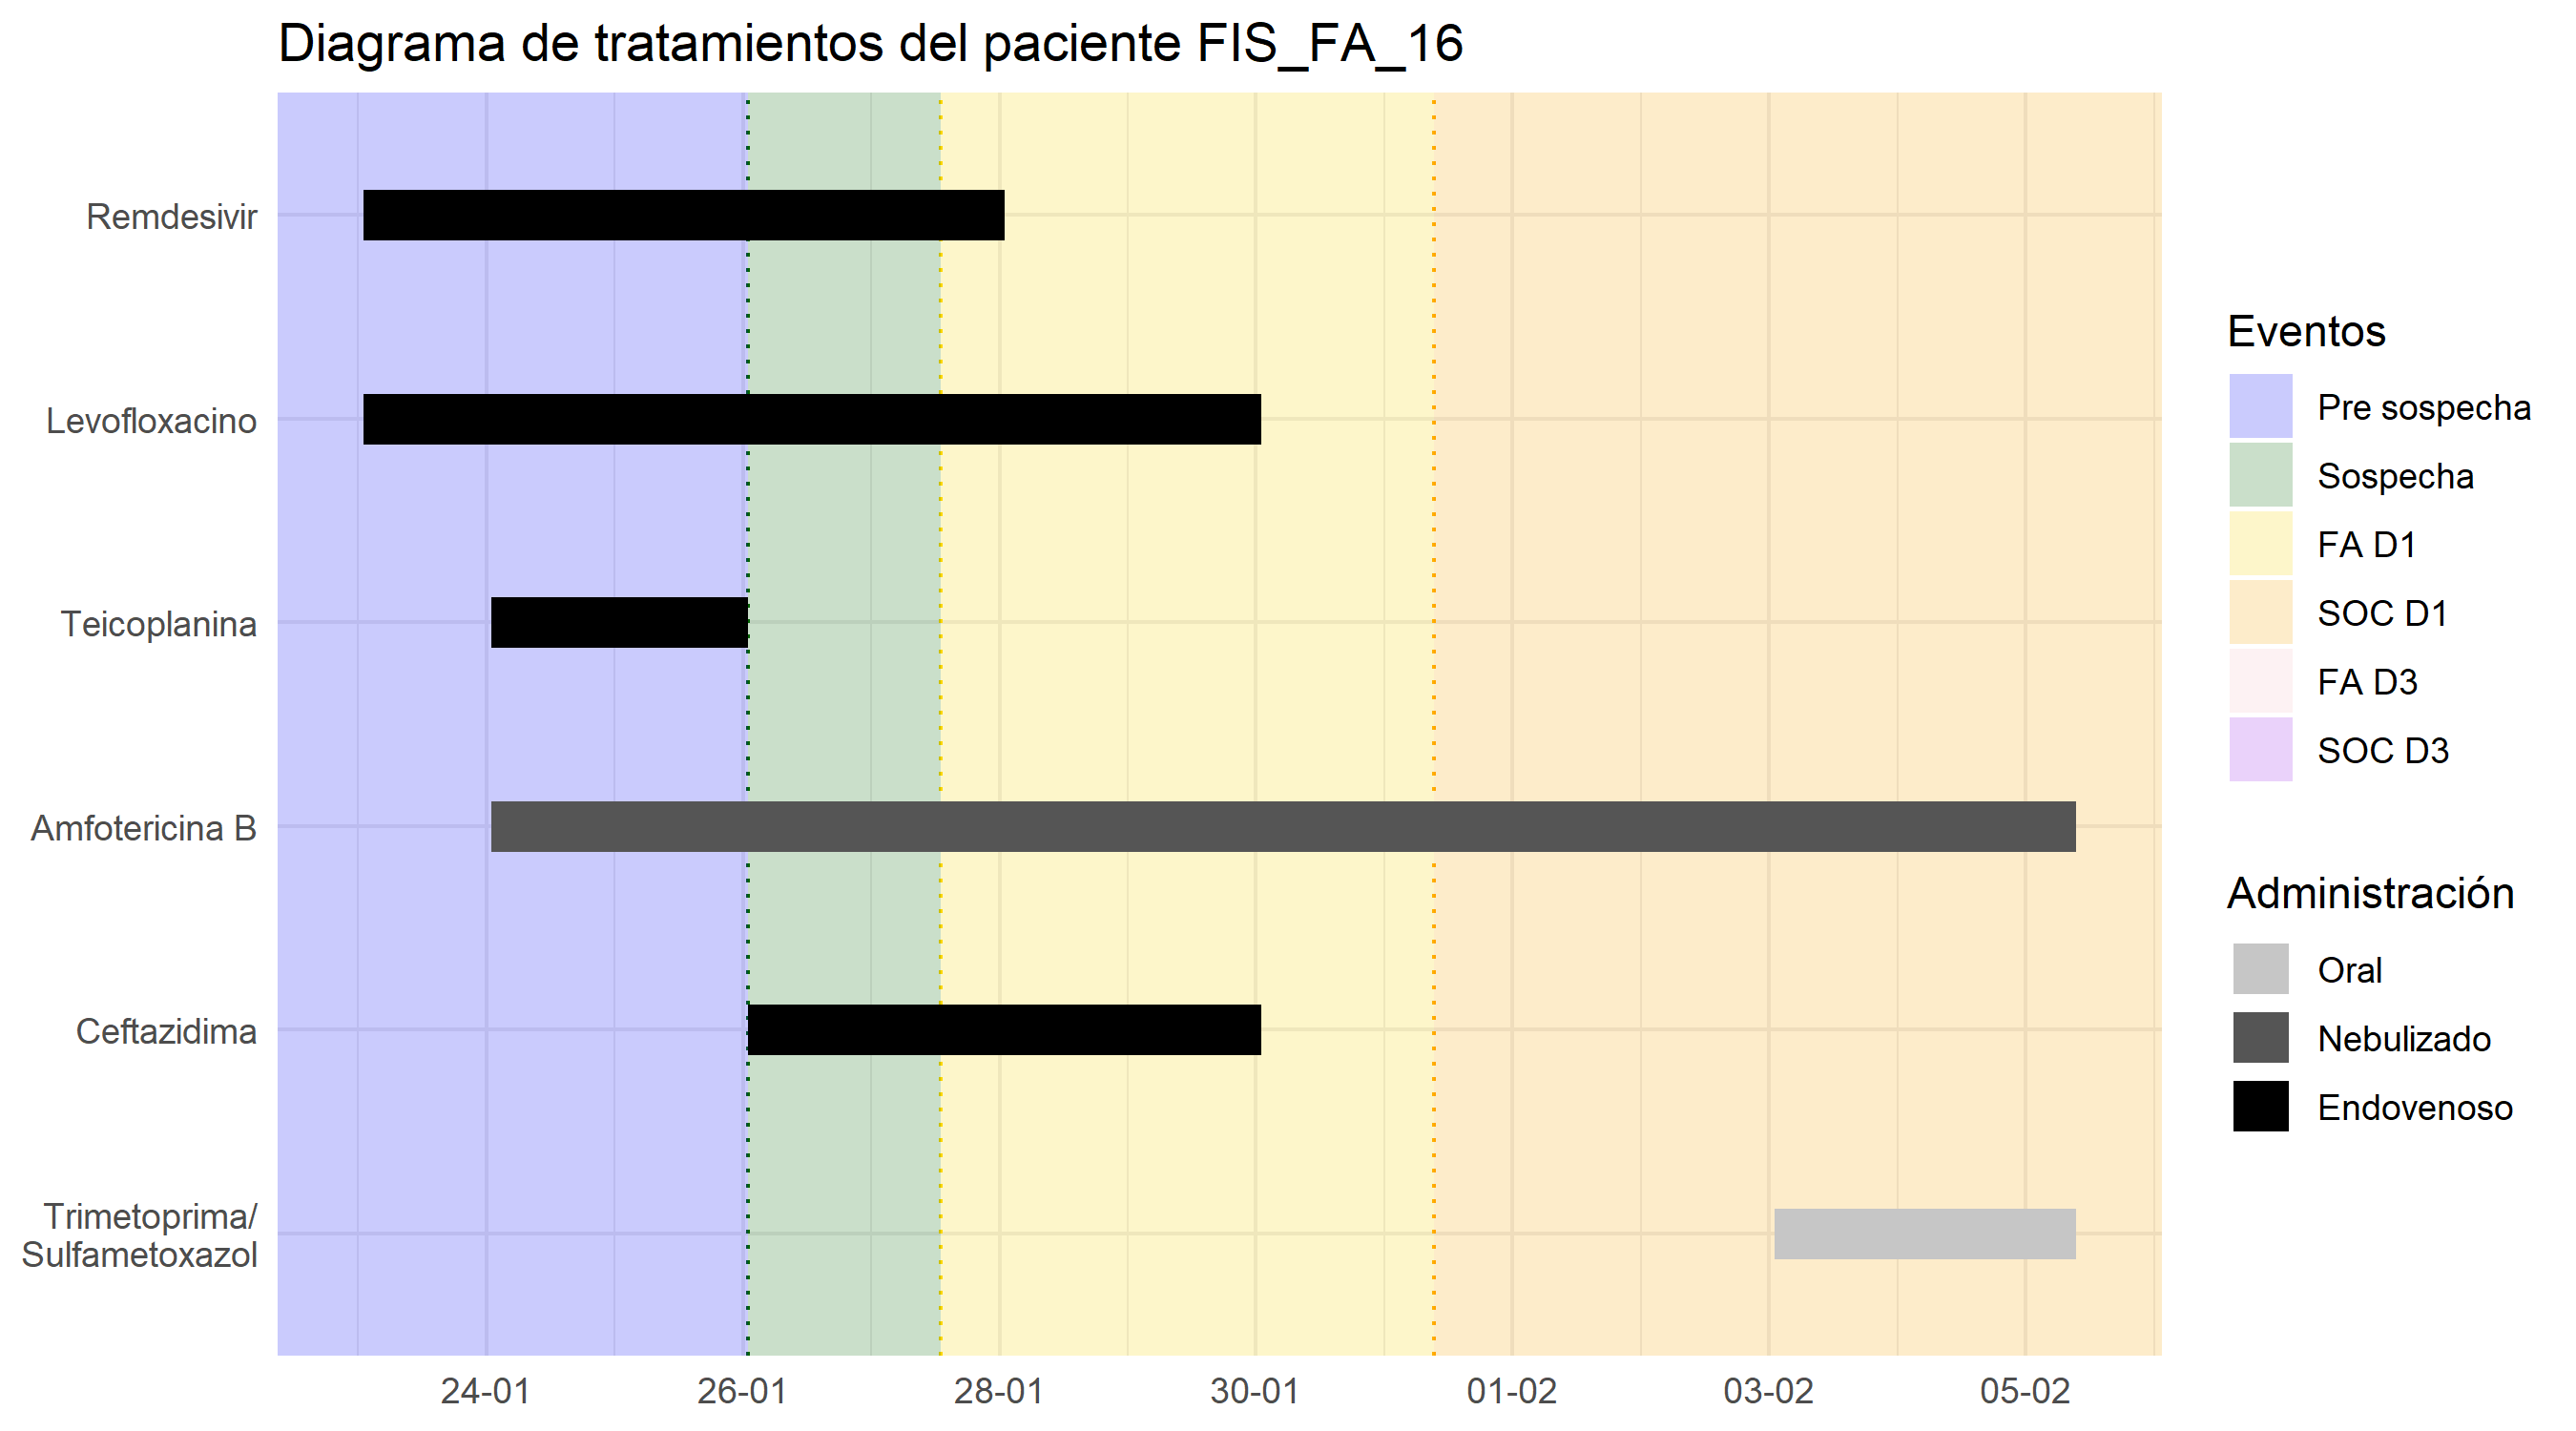 Diagrama de tratamientos del paciente FIS_FA_16
Remdesivir
Levofloxacino
Teicoplanina
Amfotericina B
Ceftazidima
Trimetoprima/
Sulfametoxazol
24-01
26-01
28-01
30-01
01-02
03-02
05-02
Eventos
Pre sospecha
Sospecha
FA D1
SOC D1
FA D3
SOC D3
Administración
Oral
Nebulizado
Endovenoso